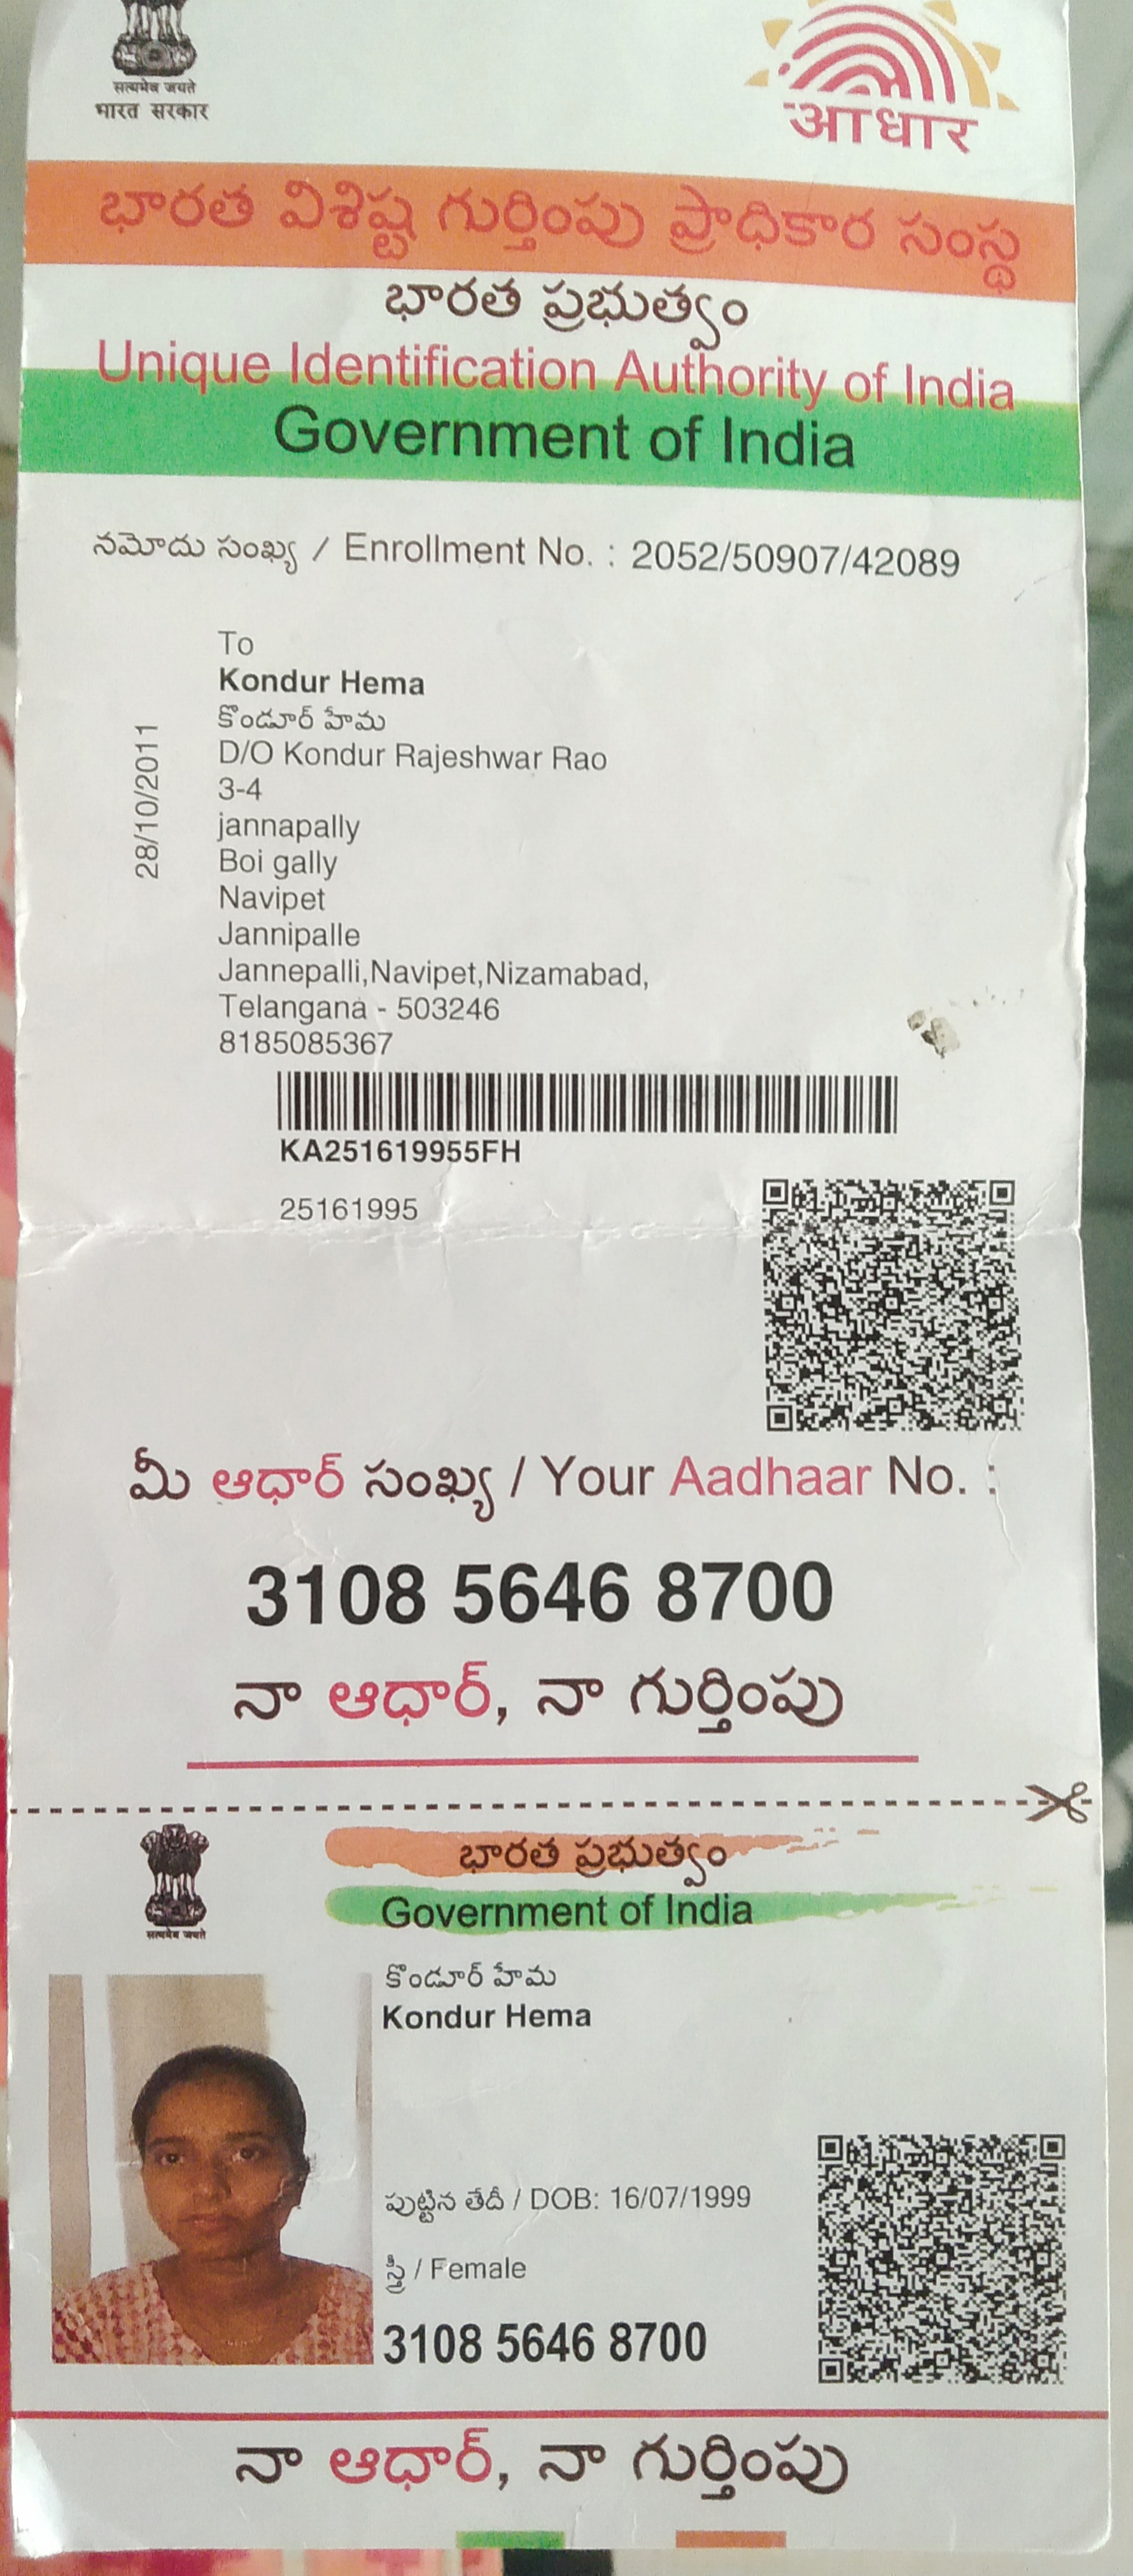 सत्यमेव जयते
भारत सरकार
आधार
భారత విశిష్ట గుర్తింపు ప్రాధికార సంస్థ
భారత ప్రభుత్వం
Unique Identification Authority of India
Government of India
నమోదు సంఖ్య / Enrollment No. : 2052/50907/42089
28/10/2011
To
Kondur Hema
కొండూర్ హేమ
D/O Kondur Rajeshwar Rao
3-4
jannapally
Boi gally
Navipet
Jannipalle
Jannepalli,Navipet,Nizamabad,
Telangana - 503246
8185085367
KA251619955FH
25161995
మీ ఆధార్ సంఖ్య / Your Aadhaar No. :
3108 5646 8700
నా ఆధార్, నా గుర్తింపు
భారత ప్రభుత్వం
Government of India
सत्यमेव जयते
కొండూర్ హేమ
Kondur Hema
పుట్టిన తేదీ / DOB: 16/07/1999
స్త్రీ / Female
3108 5646 8700
నా ఆధార్, నా గుర్తింపు